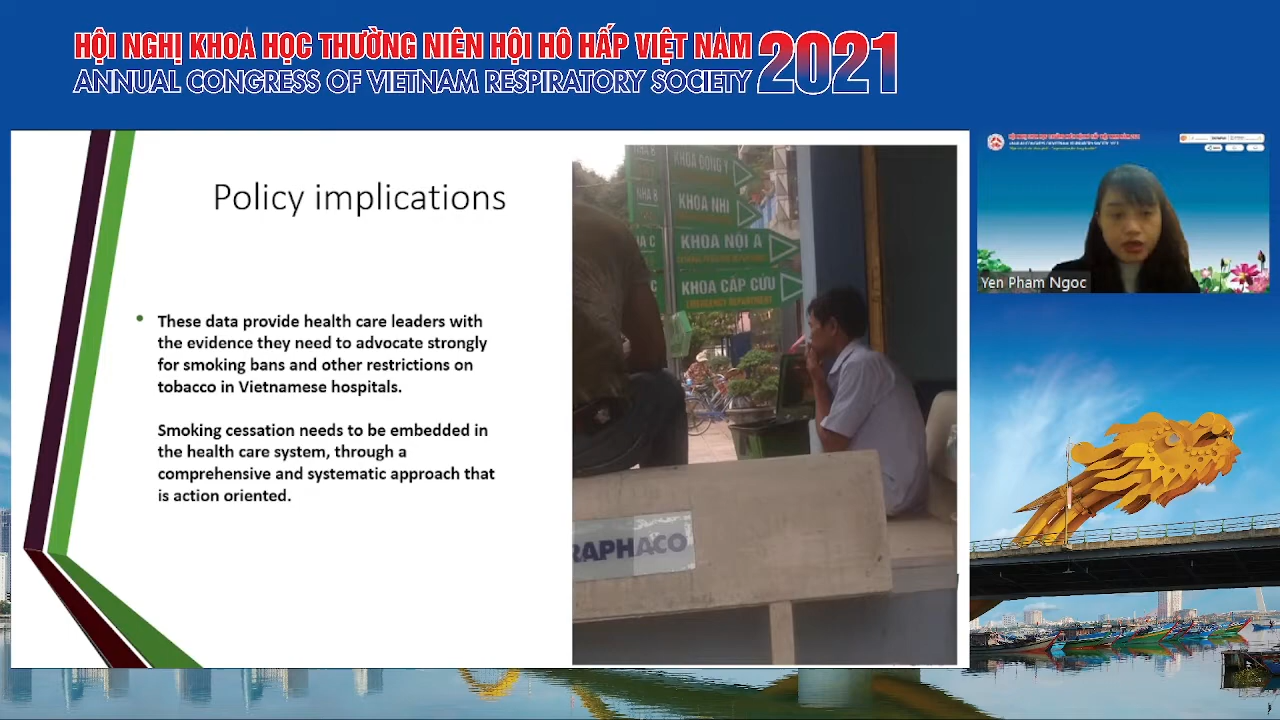 HỘI NGHỊ KHOA HỌC THƯỜNG NIÊN HỘI HÔ HẤP VIỆT NAM
ANNUAL CONGRESS OF VIETNAM RESPIRATORY SOCIETY
2021
Policy implications
These data provide health care leaders with
the evidence they need to advocate strongly
for smoking bans and other restrictions on
tobacco in Vietnamese hospitals.
Smoking cessation needs to be embedded in
the health care system, through a
comprehensive and systematic approach that
is action oriented.
KHOA ĐÔNG Y
NHÀ B
KHOA NHI
KHOA NỘI A
KHOA CẤP CỨU
EMERGENCY DEPARTMENT
RAPHACO
Yen Pham Ngoc